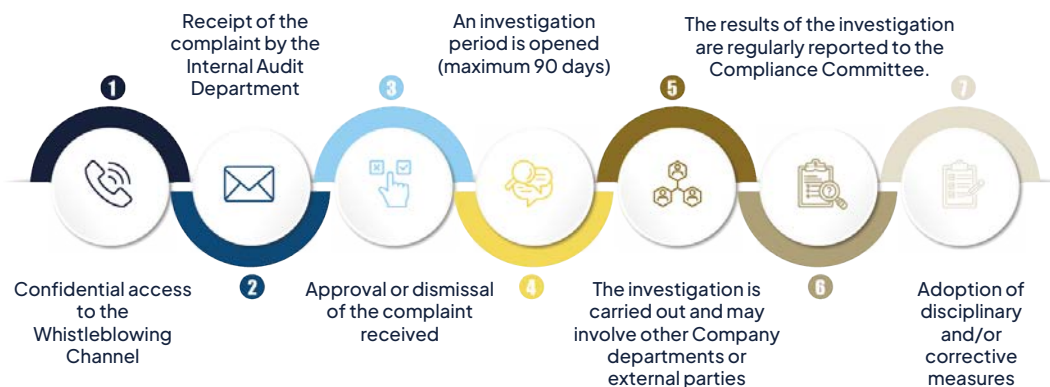 Receipt of the
complaint by the
Internal Audit
Department
An investigation
period is opened
(maximum 90 days)
The results of the investigation
are regularly reported to the
Compliance Committee.
1
3
5
7
2
4
6
Confidential access
to the
Whistleblowing
Channel
Approval or dismissal
of the complaint
received
The investigation is
carried out and may
involve other Company
departments or
external parties
Adoption of
disciplinary
and/or
corrective
measures